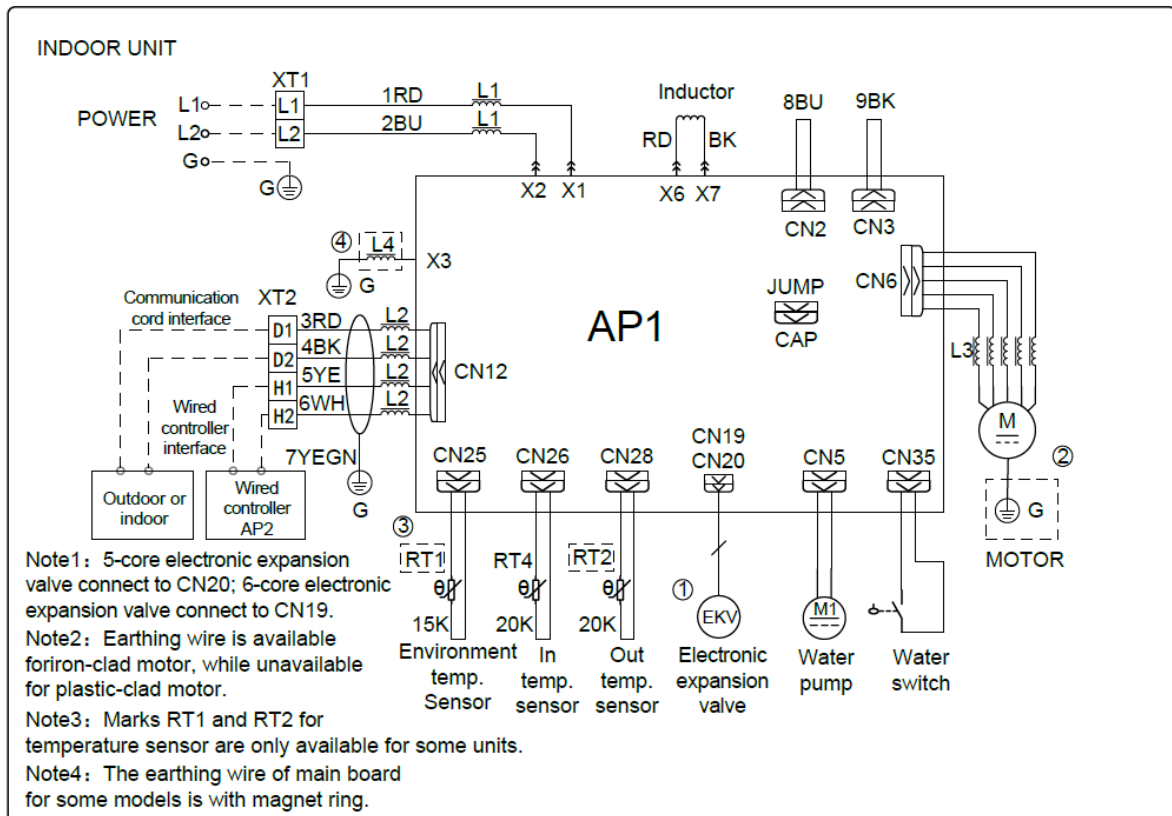 INDOOR UNIT
POWER
L1
L2
G
XT1
L1
L2
G
1RD
2BU
L1
L1
X2
X1
Inductor
RD
BK
X6
X7
8BU
9BK
CN2
CN3
④
L4
G
X3
CN6
JUMP
CAP
AP1
L3
Communication
cord interface
XT2
D1
D2
H1
H2
3RD
4BK
5YE
6WH
L2
L2
L2
L2
CN12
Wired
controller
interface
7YEGN
G
Outdoor or
indoor
Wired
controller
AP2
CN25
CN26
CN28
CN19
CN20
CN5
CN35
M
②
G
MOTOR
③
RT1
RT4
RT2
θ
θ
θ
15K
20K
20K
①
EKV
M1
Environment
temp.
Sensor
In
temp.
sensor
Out
temp.
sensor
Electronic
expansion
valve
Water
pump
Water
switch
Note1：5-core electronic expansion
valve connect to CN20; 6-core electronic
expansion valve connect to CN19.
Note2：Earthing wire is available
foriron-clad motor, while unavailable
for plastic-clad motor.
Note3：Marks RT1 and RT2 for
temperature sensor are only available for some units.
Note4：The earthing wire of main board
for some models is with magnet ring.